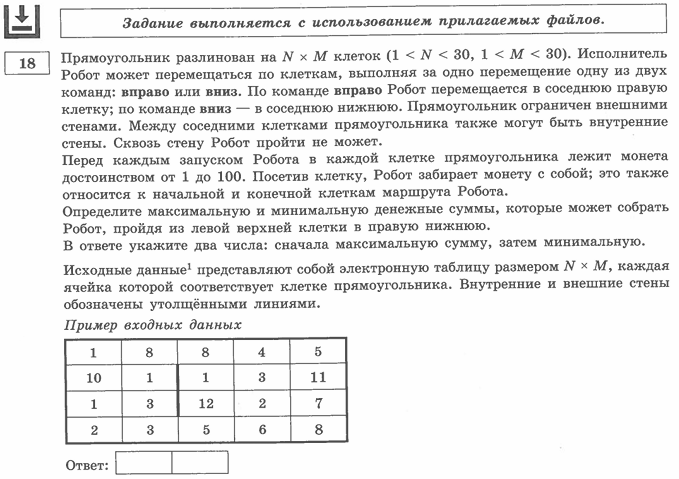 Задание выполняется с использованием прилагаемых файлов.
18
Прямоугольник разлинован на N × M клеток (1 < N < 30, 1 < M < 30). Исполнитель
Робот может перемещаться по клеткам, выполняя за одно перемещение одну из двух
команд: вправо или вниз. По команде вправо Робот перемещается в соседнюю правую
клетку; по команде вниз — в соседнюю нижнюю. Прямоугольник ограничен внешними
стенами. Между соседними клетками прямоугольника также могут быть внутренние
стены. Сквозь стену Робот пройти не может.
Перед каждым запуском Робота в каждой клетке прямоугольника лежит монета
достоинством от 1 до 100. Посетив клетку, Робот забирает монету с собой; это также
относится к начальной и конечной клеткам маршрута Робота.
Определите максимальную и минимальную денежные суммы, которые может собрать
Робот, пройдя из левой верхней клетки в правую нижнюю.
В ответе укажите два числа: сначала максимальную сумму, затем минимальную.
Исходные данные¹ представляют собой электронную таблицу размером N × M, каждая
ячейка которой соответствует клетке прямоугольника. Внутренние и внешние стены
обозначены утолщёнными линиями.
Пример входных данных
1 8 8 4 5
10 1 1 3 11
1 3 12 2 7
2 3 5 6 8
Ответ: